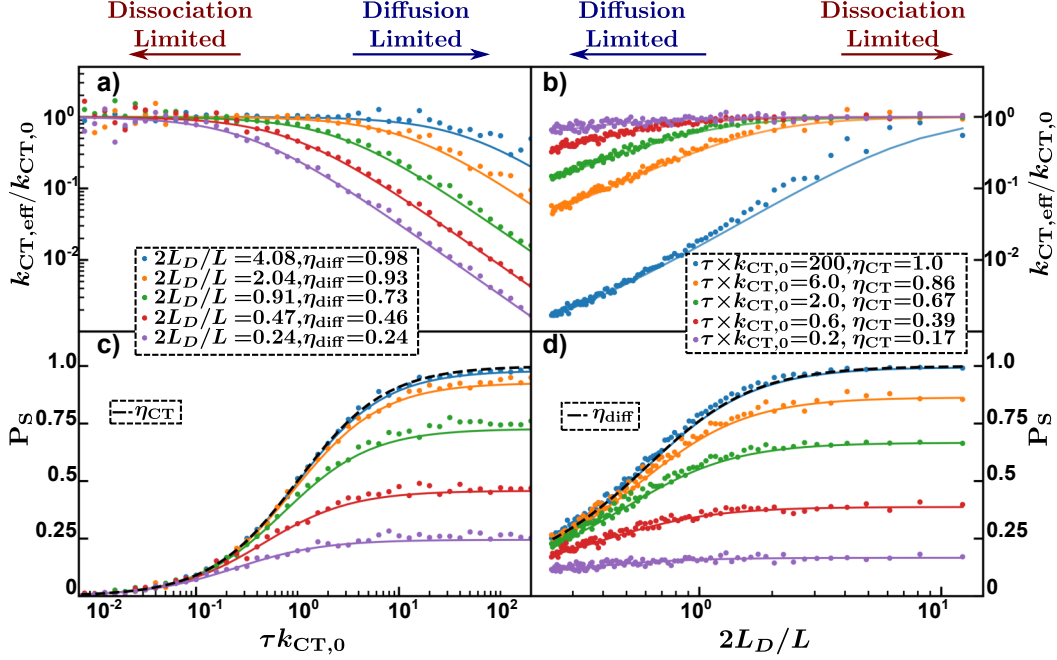 Dissociation Limited
Diffusion Limited
Diffusion Limited
Dissociation Limited
a)
b)
k_CT,eff/k_CT,0
10^0
10^-1
10^-2
2L_D/L =4.08,η_diff=0.98
2L_D/L =2.04,η_diff=0.93
2L_D/L =0.91,η_diff=0.73
2L_D/L =0.47,η_diff=0.46
2L_D/L =0.24,η_diff=0.24
τ×k_CT,0=200,η_CT=1.0
τ×k_CT,0=6.0, η_CT=0.86
τ×k_CT,0=2.0, η_CT=0.67
τ×k_CT,0=0.6, η_CT=0.39
τ×k_CT,0=0.2, η_CT=0.17
10^0
10^-1
10^-2
k_CT,eff/k_CT,0
c)
d)
P_S
1.0
0.75
0.5
0.25
0
η_CT
η_diff
1.0
0.75
0.5
0.25
0
P_S
10^-2
10^-1
10^0
10^1
10^2
10^0
10^1
τk_CT,0
2L_D/L